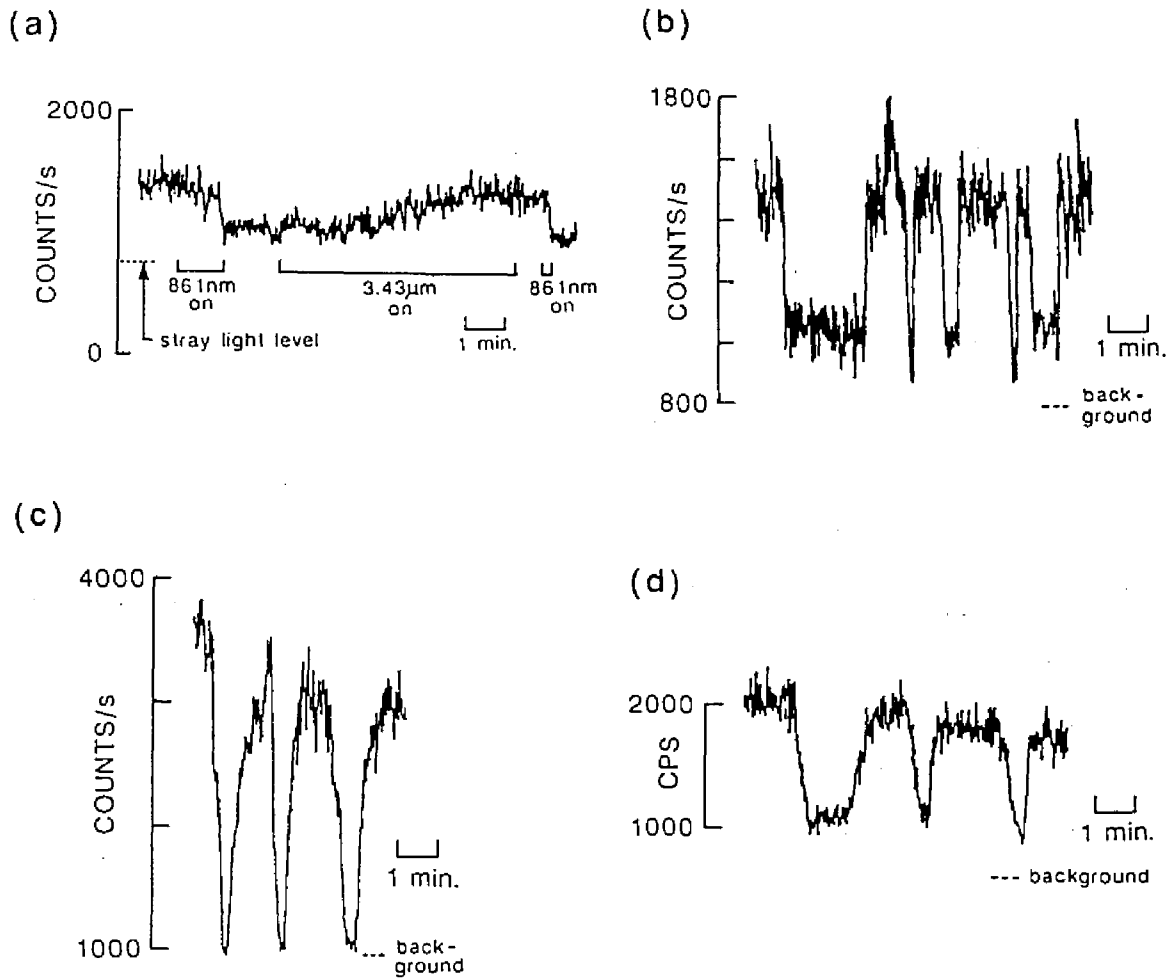 (a)
2000
COUNTS/s
0
861nm
on
3.43µm
on
861nm
on
stray light level
1 min.
(b)
1800
COUNTS/s
800
1 min.
back-
ground
(c)
4000
COUNTS/s
1000
1 min.
back-
ground
(d)
2000
CPS
1000
1 min.
background